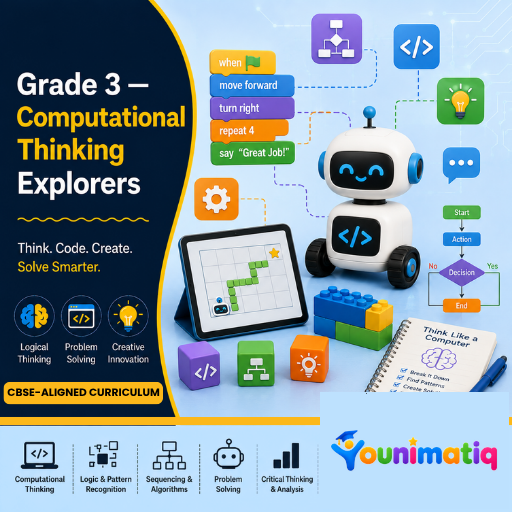 Grade 3 —
Computational
Thinking
Explorers
Think. Code. Create.
Solve Smarter.
Logical
Thinking
Problem
Solving
Creative
Innovation
CBSE-ALIGNED CURRICULUM
when
move forward
turn right
repeat 4
say "Great Job!"
</>
</>
Start
Action
No
Decision
Yes
End
</>
Think Like a
Computer
Break It Down
Find Patterns
Computational
Thinking
Logic & Pattern
Recognition
Sequencing &
Algorithms
Problem
Solving
Critical Thinking
& Analysis
Younimatiq